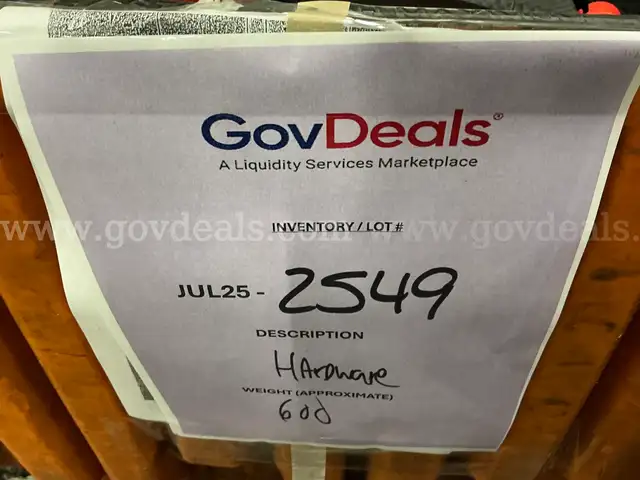 GovDeals®
A Liquidity Services Marketplace
INVENTORY / LOT #
www.govdeals.com www.govdeals.com
JUL25 - 2549
DESCRIPTION
HArdware
WEIGHT (APPROXIMATE)
600